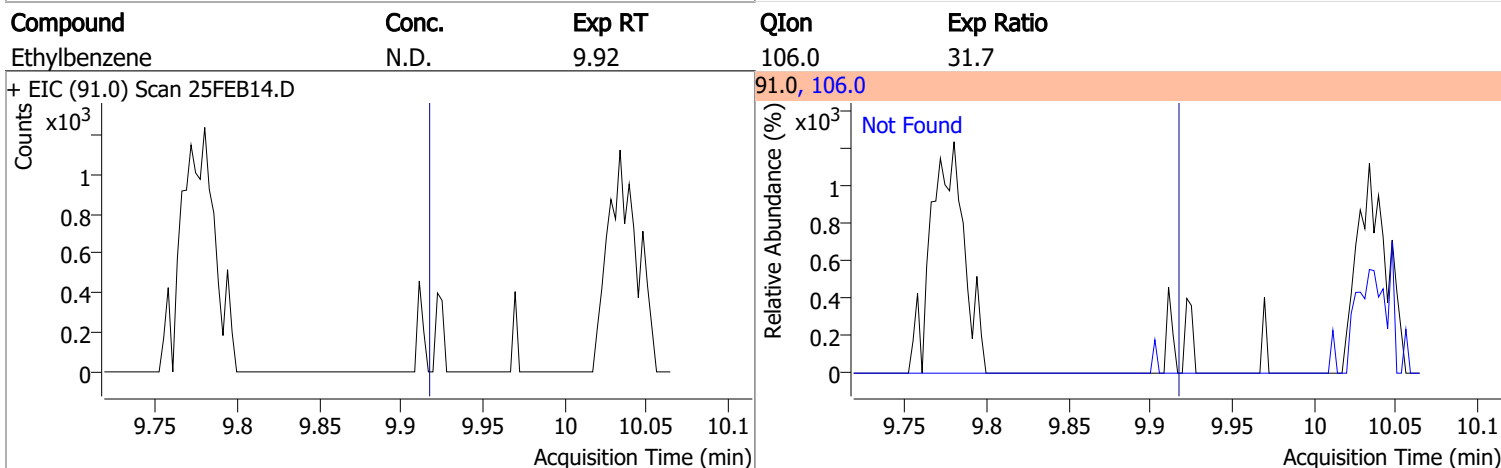 Compound Conc. Exp RT QIon Exp Ratio
Ethylbenzene N.D. 9.92 106.0 31.7
+ EIC (91.0) Scan 25FEB14.D
Counts
x10³
1
0.8
0.6
0.4
0.2
0
9.75 9.8 9.85 9.9 9.95 10 10.05 10.1
Acquisition Time (min)
91.0, 106.0
Relative Abundance (%)
x10³
Not Found
1
0.8
0.6
0.4
0.2
0
9.75 9.8 9.85 9.9 9.95 10 10.05 10.1
Acquisition Time (min)